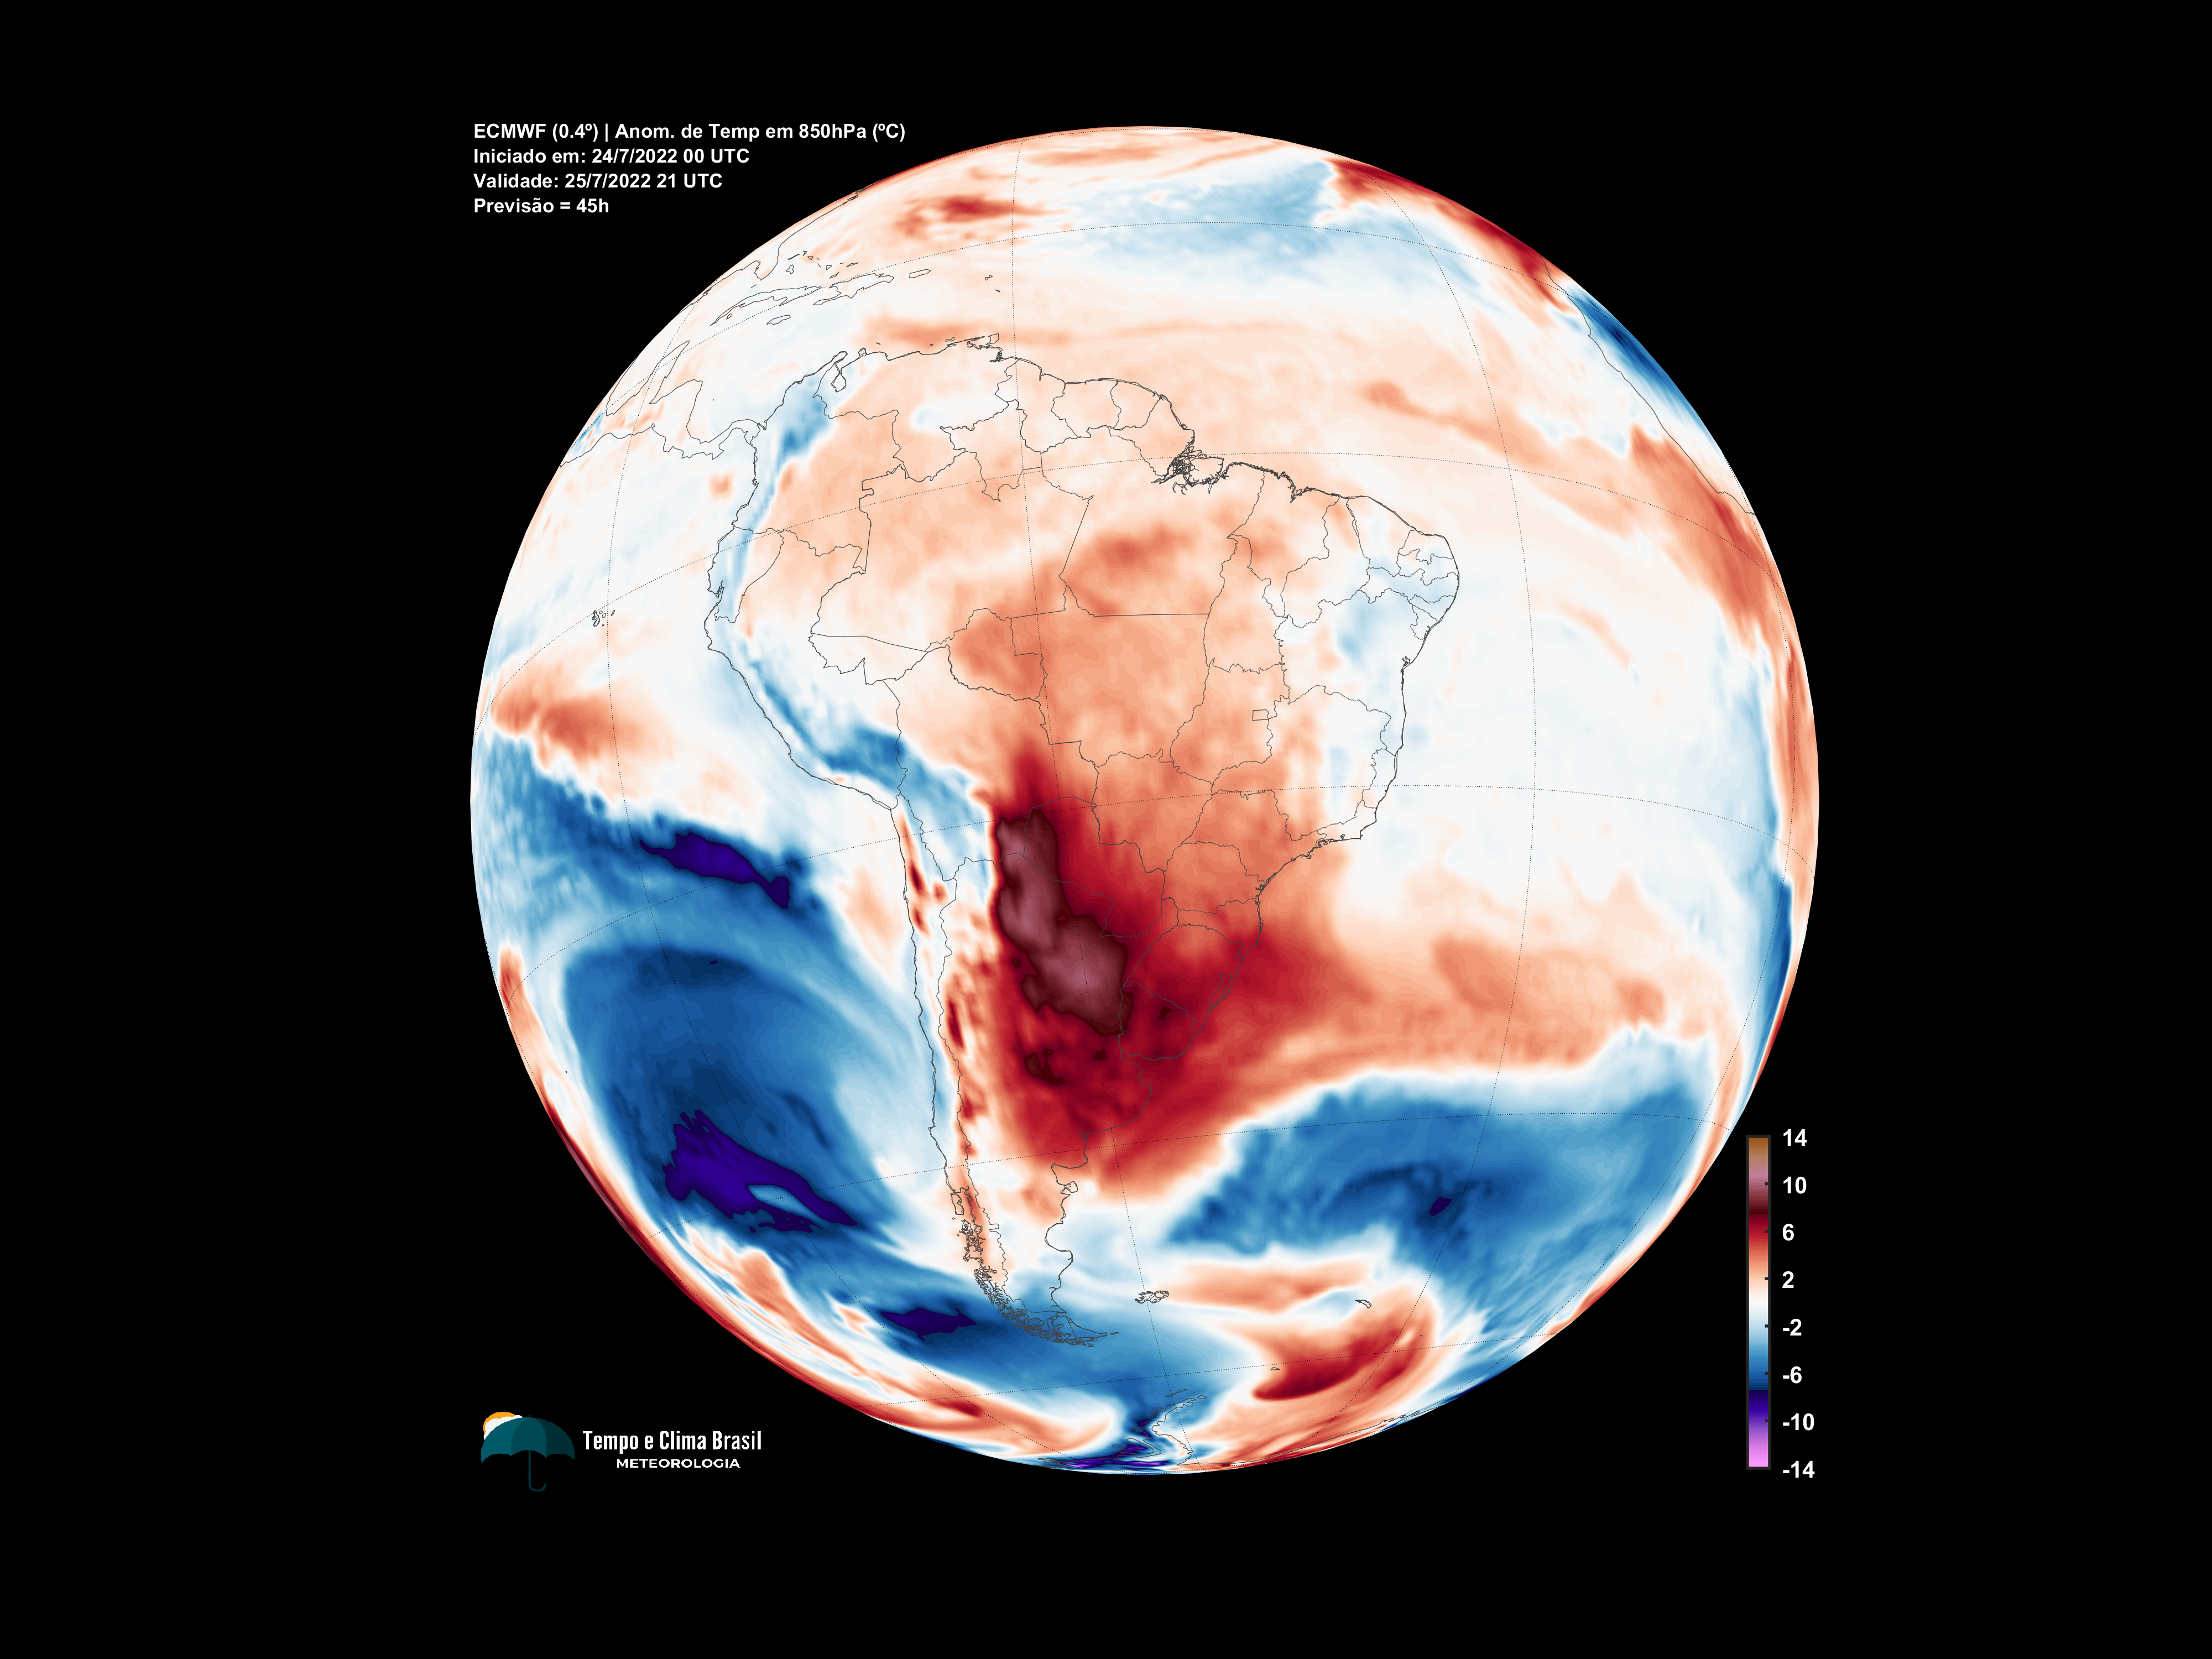 ECMWF (0.4º) | Anom. de Temp em 850hPa (ºC)
Iniciado em: 24/7/2022 00 UTC
Validade: 25/7/2022 21 UTC
Previsão = 45h
14
10
6
2
-2
-6
-10
-14
Tempo e Clima Brasil
METEOROLOGIA